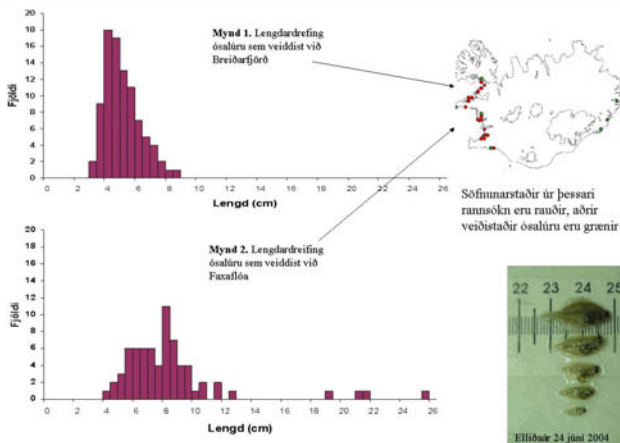 20
18
16
14
12
10
8
6
4
2
0
Fjöldi
0 2 4 6 8 10 12 14 16 18 20 22 24 26
Lengd (cm)
Mynd 1. Lengdardrefing
ósalúru sem veiddist við
Breiðarfjörð
Söfnunarstaðir úr þessari
rannsókn eru rauðir, aðrir
veiðistaðir ósalúru eru grænir
Mynd 2. Lengdardreifing
ósalúru sem veiddist við
Faxaflóa
20
18
16
14
12
10
8
6
4
2
0
Fjöldi
0 2 4 6 8 10 12 14 16 18 20 22 24 26
Lengd (cm)
22 23 24 25
Elliðaár 24 júní 2004